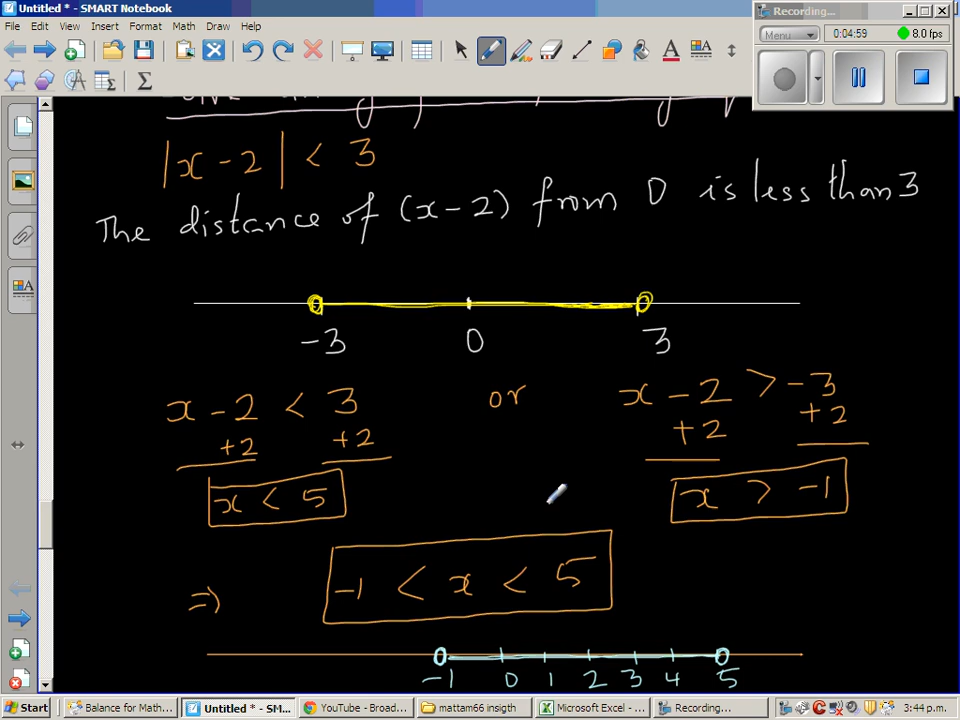 Untitled * - SMART Notebook
Recording...
File Edit View Insert Format Math Draw Help
Menu 0:04:59 8.0 fps
|x-2| < 3
The distance of (x-2) from 0 is less than 3
-3 0 3
x-2 < 3 or x-2 > -3
+2 +2 +2 +2
x < 5 x > -1
=> -1 < x < 5
-1 0 1 2 3 4 5
Start Balance for Math... Untitled * - SM... YouTube - Broad... mattam66 insigth Microsoft Excel - ... Recording... 3:44 p.m.